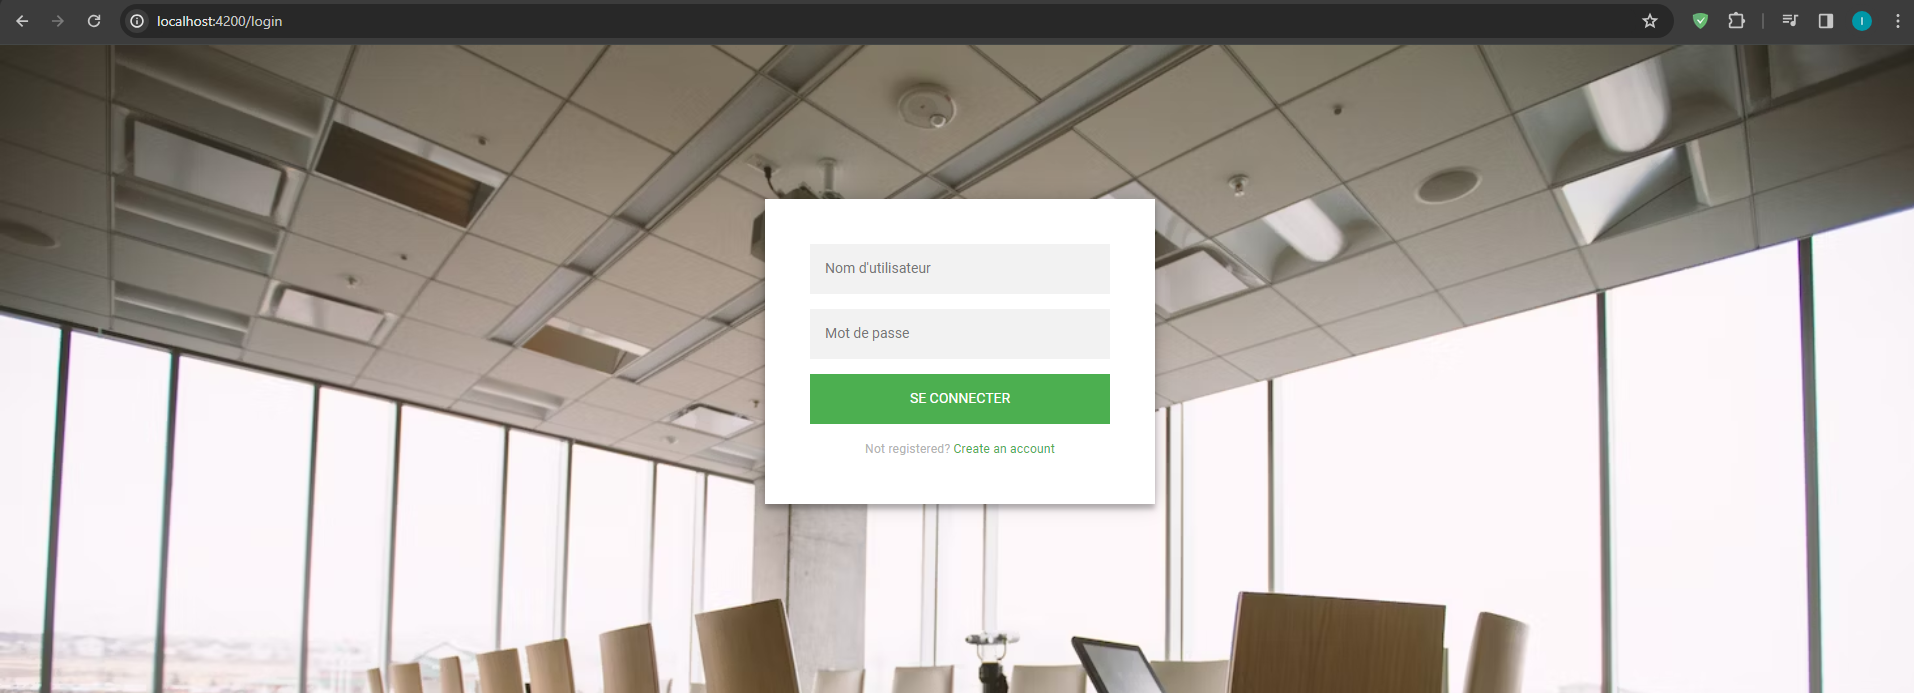 localhost:4200/login
I
Nom d'utilisateur
Mot de passe
SE CONNECTER
Not registered? Create an account